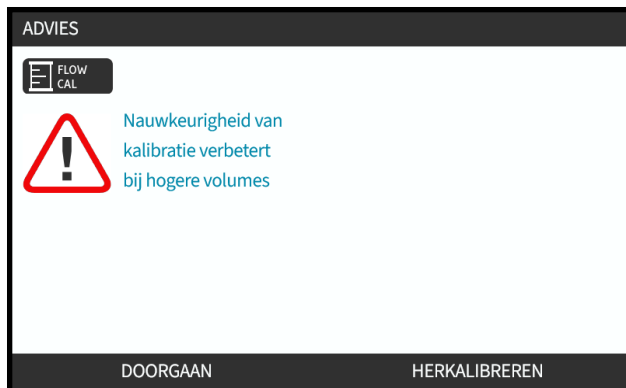 ADVIES
FLOW
CAL
Nauwkeurigheid van
kalibratie verbetert
bij hogere volumes
DOORGAAN HERKALIBREREN